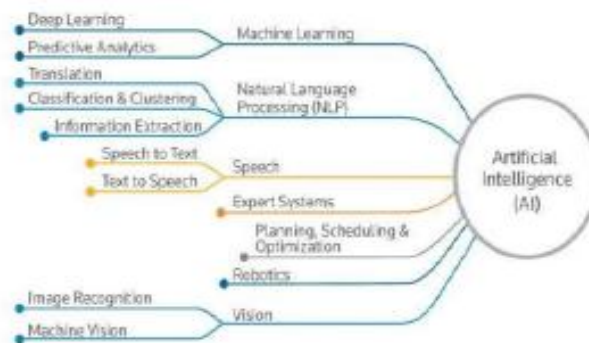 Deep Learning
Machine Learning
Predictive Analytics
Translation
Natural Language
Classification & Clustering
Processing (NLP)
Information Extraction
Speech to Text
Speech
Text to Speech
Expert Systems
Planning, Scheduling &
Optimization
Robotics
Image Recognition
Vision
Machine Vision
Artificial
Intelligence
(AI)